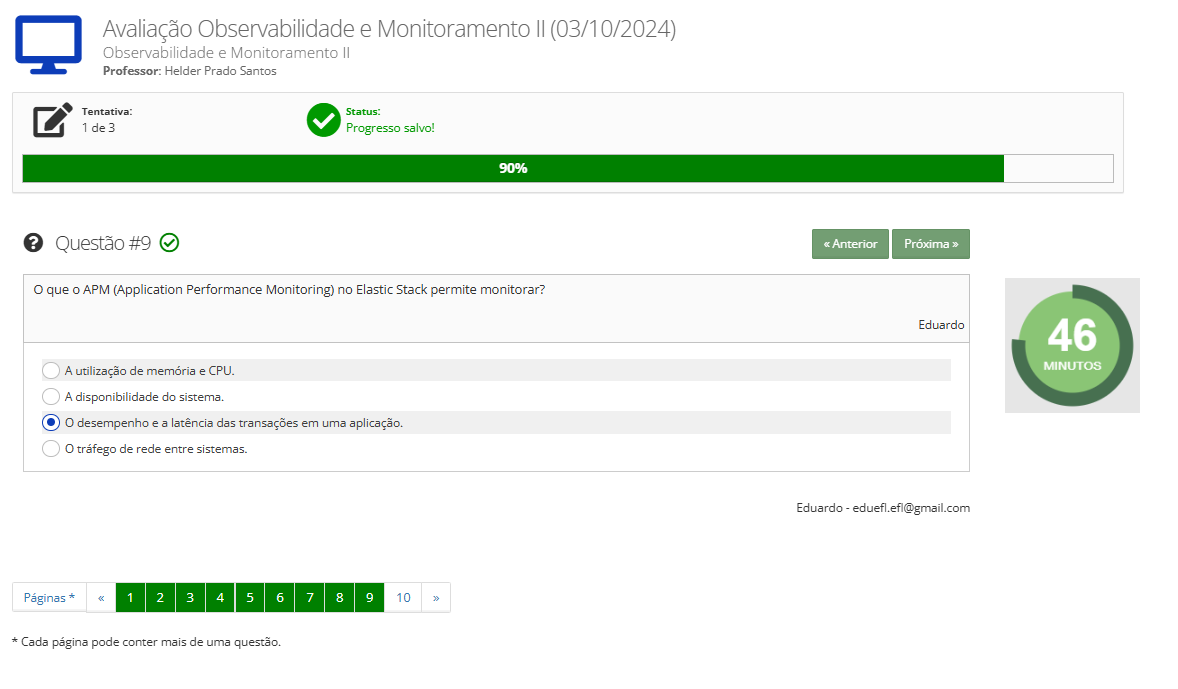 Avaliação Observabilidade e Monitoramento II (03/10/2024)
Observabilidade e Monitoramento II
Professor: Helder Prado Santos
Tentativa:
1 de 3
Status:
Progresso salvo!
90%
Questão #9
« Anterior
Próxima »
O que o APM (Application Performance Monitoring) no Elastic Stack permite monitorar?
Eduardo
A utilização de memória e CPU.
A disponibilidade do sistema.
O desempenho e a latência das transações em uma aplicação.
O tráfego de rede entre sistemas.
46
MINUTOS
Eduardo - eduefl.efl@gmail.com
Páginas * « 1 2 3 4 5 6 7 8 9 10 »
* Cada página pode conter mais de uma questão.